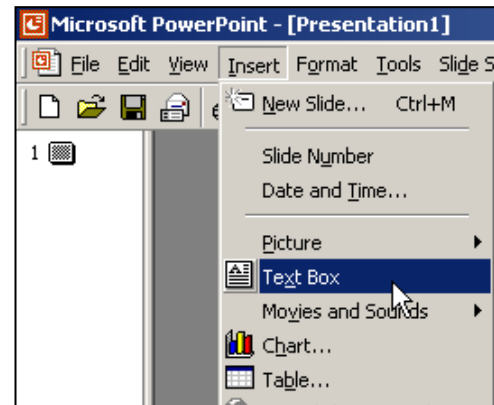 Microsoft PowerPoint - [Presentation1]
File Edit View Insert Format Tools Slide S
New Slide... Ctrl+M
1
Slide Number
Date and Time...
Picture
Text Box
Movies and Sounds
Chart...
Table...